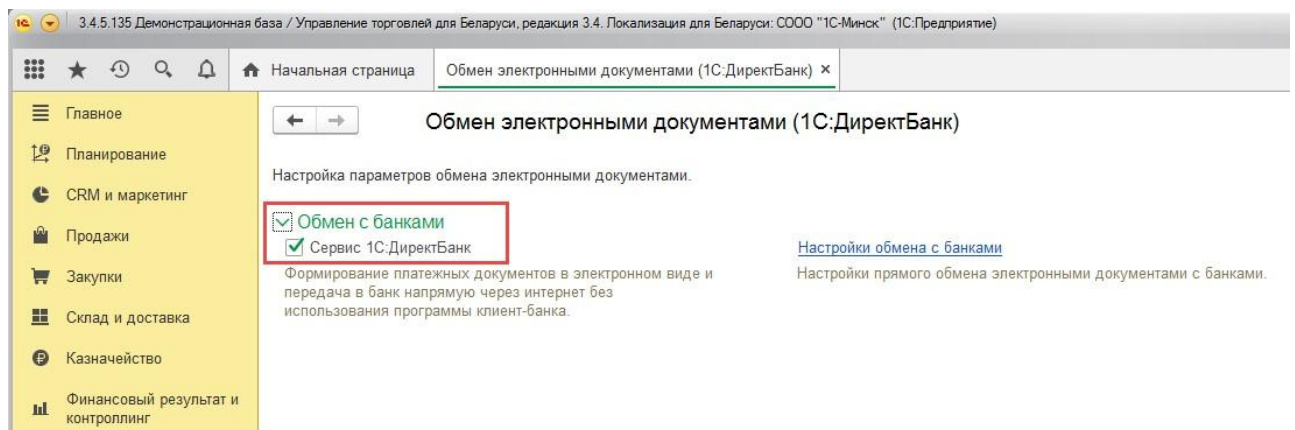 3.4.5.135 Демонстрационная база / Управление торговлей для Беларуси, редакция 3.4. Локализация для Беларуси: СООО "1С-Минск" (1С:Предприятие)
Начальная страница
Обмен электронными документами (1С:ДиректБанк) ×
Главное
Планирование
CRM и маркетинг
Продажи
Закупки
Склад и доставка
Казначейство
Финансовый результат и
контроллинг
Обмен электронными документами (1С:ДиректБанк)
Настройка параметров обмена электронными документами.
Обмен с банками
Сервис 1С:ДиректБанк
Формирование платежных документов в электронном виде и
передача в банк напрямую через интернет без
использования программы клиент-банка.
Настройки обмена с банками
Настройки прямого обмена электронными документами с банками.